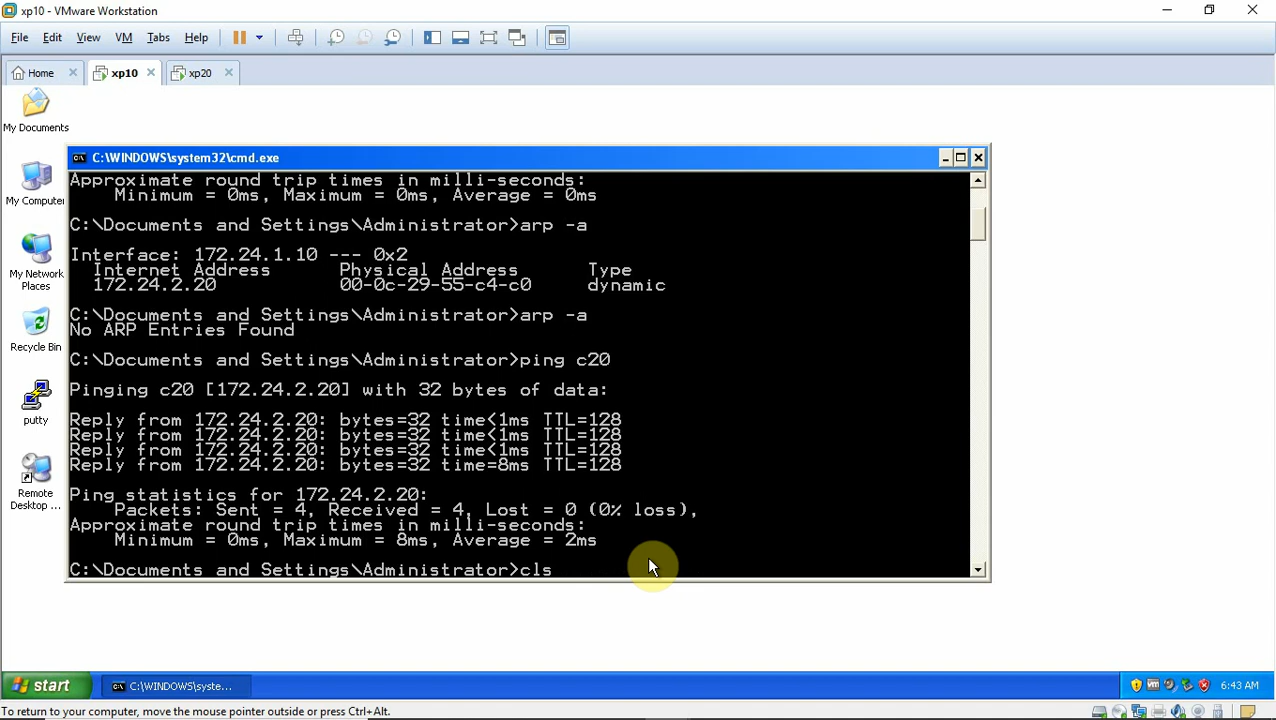 xp10 - VMware Workstation
File Edit View VM Tabs Help
Home xp10 xp20
My Documents
My Computer
My Network
Places
Recycle Bin
putty
Remote
Desktop ...
C:\WINDOWS\system32\cmd.exe
Approximate round trip times in milli-seconds:
Minimum = 0ms, Maximum = 0ms, Average = 0ms
C:\Documents and Settings\Administrator>arp -a
Interface: 172.24.1.10 --- 0x2
Internet Address Physical Address Type
172.24.2.20 00-0c-29-55-c4-c0 dynamic
C:\Documents and Settings\Administrator>arp -a
No ARP Entries Found
C:\Documents and Settings\Administrator>ping c20
Pinging c20 [172.24.2.20] with 32 bytes of data:
Reply from 172.24.2.20: bytes=32 time<1ms TTL=128
Reply from 172.24.2.20: bytes=32 time<1ms TTL=128
Reply from 172.24.2.20: bytes=32 time<1ms TTL=128
Reply from 172.24.2.20: bytes=32 time=8ms TTL=128
Ping statistics for 172.24.2.20:
Packets: Sent = 4, Received = 4, Lost = 0 (0% loss),
Approximate round trip times in milli-seconds:
Minimum = 0ms, Maximum = 8ms, Average = 2ms
C:\Documents and Settings\Administrator>cls
start C:\WINDOWS\syste... 6:43 AM
To return to your computer, move the mouse pointer outside or press Ctrl+Alt.